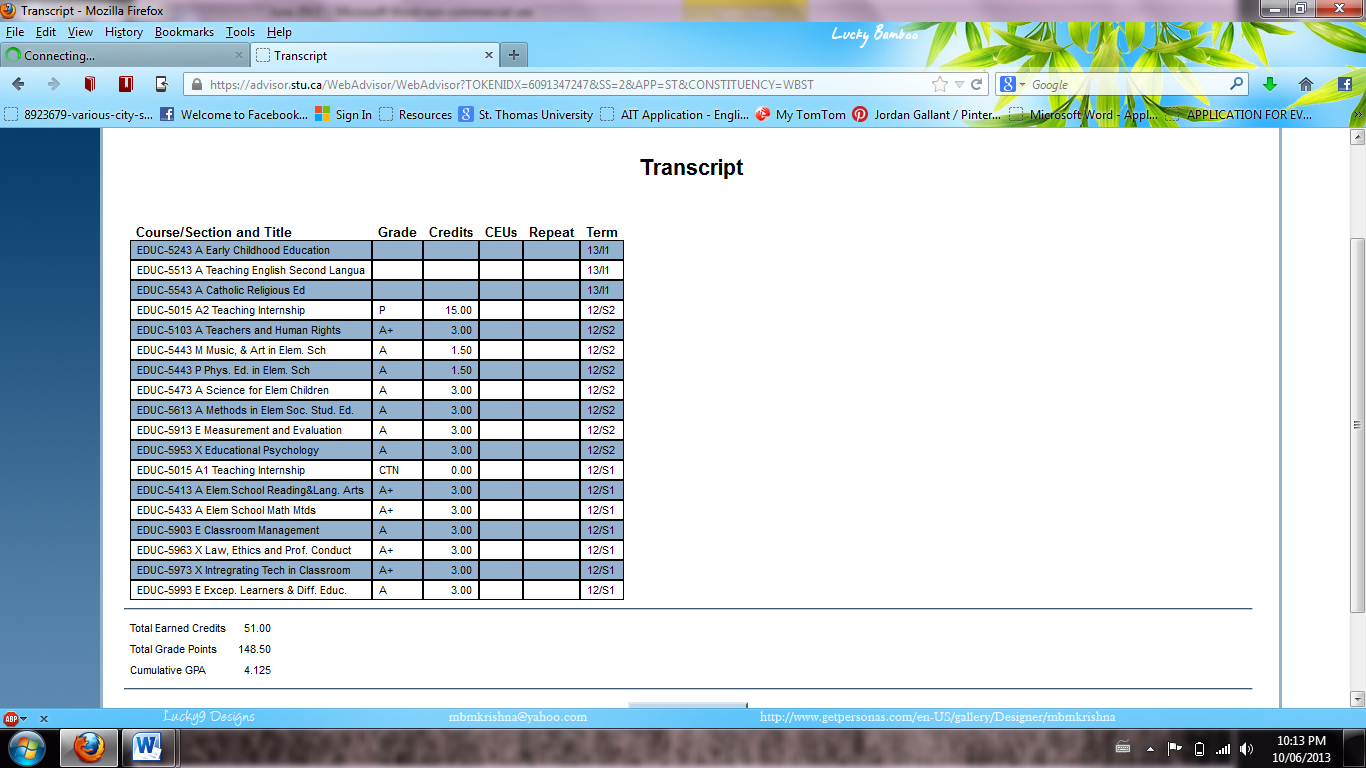 Transcript - Mozilla Firefox
File Edit View History Bookmarks Tools Help
Lucky Bamboo
Connecting...
Transcript
https://advisor.stu.ca/WebAdvisor/WebAdvisor?TOKENIDX=6091347247&SS=2&APP=ST&CONSTITUENCY=WBST
Google
8923679-various-city-s... Welcome to Facebook... Sign In Resources St. Thomas University AIT Application - Engli... My TomTom Jordan Gallant / Pinter... Microsoft Word - Appl... APPLICATION FOR EV...
Transcript
Course/Section and Title Grade Credits CEUs Repeat Term
EDUC-5243 A Early Childhood Education 13/I1
EDUC-5513 A Teaching English Second Langua 13/I1
EDUC-5543 A Catholic Religious Ed 13/I1
EDUC-5015 A2 Teaching Internship P 15.00 12/S2
EDUC-5103 A Teachers and Human Rights A+ 3.00 12/S2
EDUC-5443 M Music, & Art in Elem. Sch A 1.50 12/S2
EDUC-5443 P Phys. Ed. in Elem. Sch A 1.50 12/S2
EDUC-5473 A Science for Elem Children A 3.00 12/S2
EDUC-5613 A Methods in Elem Soc. Stud. Ed. A 3.00 12/S2
EDUC-5913 E Measurement and Evaluation A 3.00 12/S2
EDUC-5953 X Educational Psychology A 3.00 12/S2
EDUC-5015 A1 Teaching Internship CTN 0.00 12/S1
EDUC-5413 A Elem.School Reading&Lang. Arts A+ 3.00 12/S1
EDUC-5433 A Elem School Math Mtds A+ 3.00 12/S1
EDUC-5903 E Classroom Management A 3.00 12/S1
EDUC-5963 X Law, Ethics and Prof. Conduct A+ 3.00 12/S1
EDUC-5973 X Intregrating Tech in Classroom A+ 3.00 12/S1
EDUC-5993 E Excep. Learners & Diff. Educ. A 3.00 12/S1
Total Earned Credits 51.00
Total Grade Points 148.50
Cumulative GPA 4.125
ABP Lucky9 Designs mbmkrishna@yahoo.com http://www.getpersonas.com/en-US/gallery/Designer/mbmkrishna
10:13 PM
10/06/2013